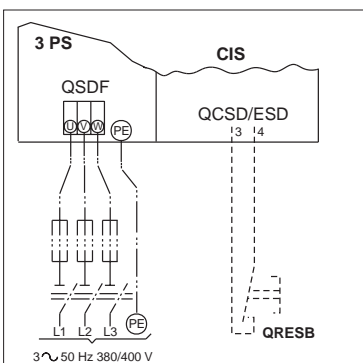 3 PS
CIS
QSDF
QCSD/ESD
U V W PE
3 4
L1 L2 L3 PE
QRESB
3 ∿ 50 Hz 380/400 V